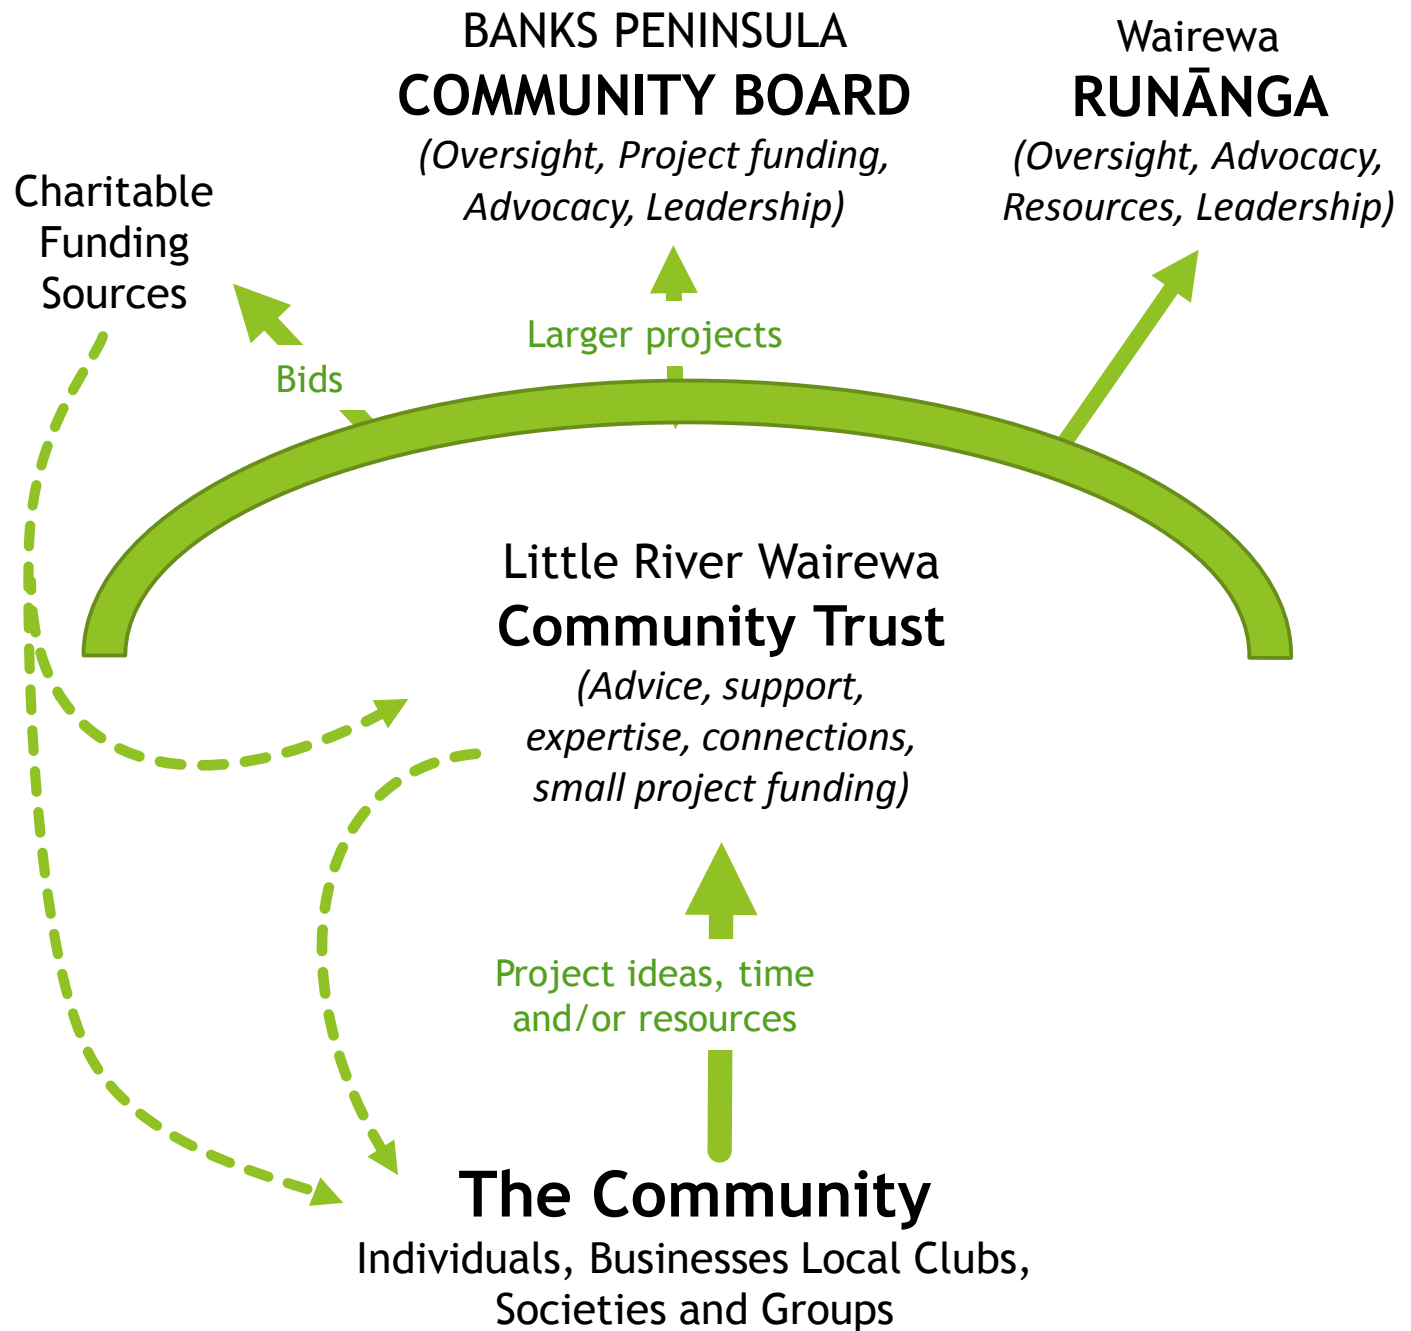 BANKS PENINSULA
COMMUNITY BOARD
(Oversight, Project funding,
Advocacy, Leadership)
Wairewa
RUNĀNGA
(Oversight, Advocacy,
Resources, Leadership)
Charitable
Funding
Sources
Larger projects
Bids
Little River Wairewa
Community Trust
(Advice, support,
expertise, connections,
small project funding)
Project ideas, time
and/or resources
The Community
Individuals, Businesses Local Clubs,
Societies and Groups